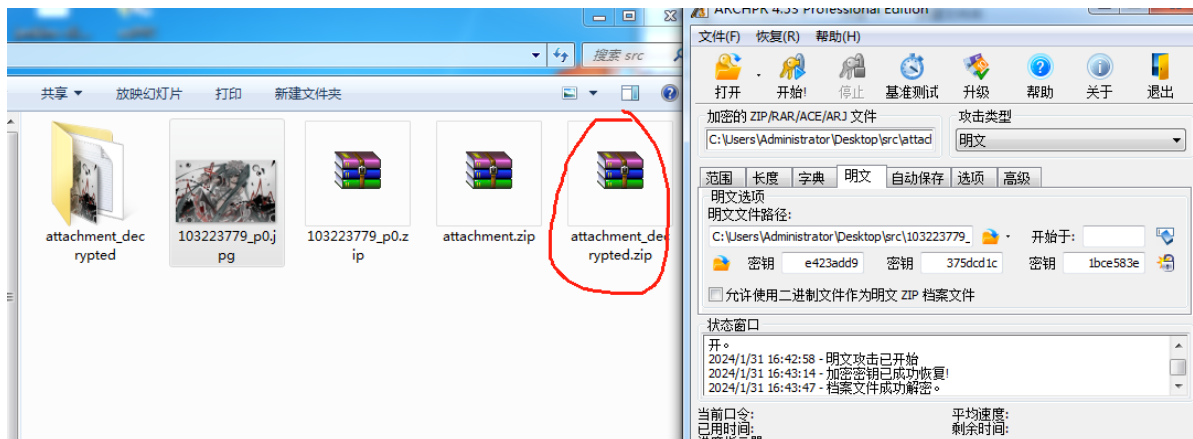 ARCHPR 4.53 Professional Edition
搜索 src
文件(F) 恢复(R) 帮助(H)
共享 放映幻灯片 打印 新建文件夹
打开 开始! 停止 基准测试 升级 帮助 关于 退出
加密的 ZIP/RAR/ACE/ARJ 文件 攻击类型
C:\Users\Administrator\Desktop\src\attacl 明文
范围 长度 字典 明文 自动保存 选项 高级
明文选项
明文文件路径:
C:\Users\Administrator\Desktop\src\103223779_ 开始于:
密钥 e423add9 密钥 375dcd1c 密钥 1bce583e
允许使用二进制文件作为明文 ZIP 档案文件
attachment_decrypted
103223779_p0.jpg
103223779_p0.zip
attachment.zip
attachment_decrypted.zip
状态窗口
开。
2024/1/31 16:42:58 - 明文攻击已开始
2024/1/31 16:43:14 - 加密密钥已成功恢复!
2024/1/31 16:43:47 - 档案文件成功解密。
当前口令: 平均速度:
已用时间: 剩余时间: